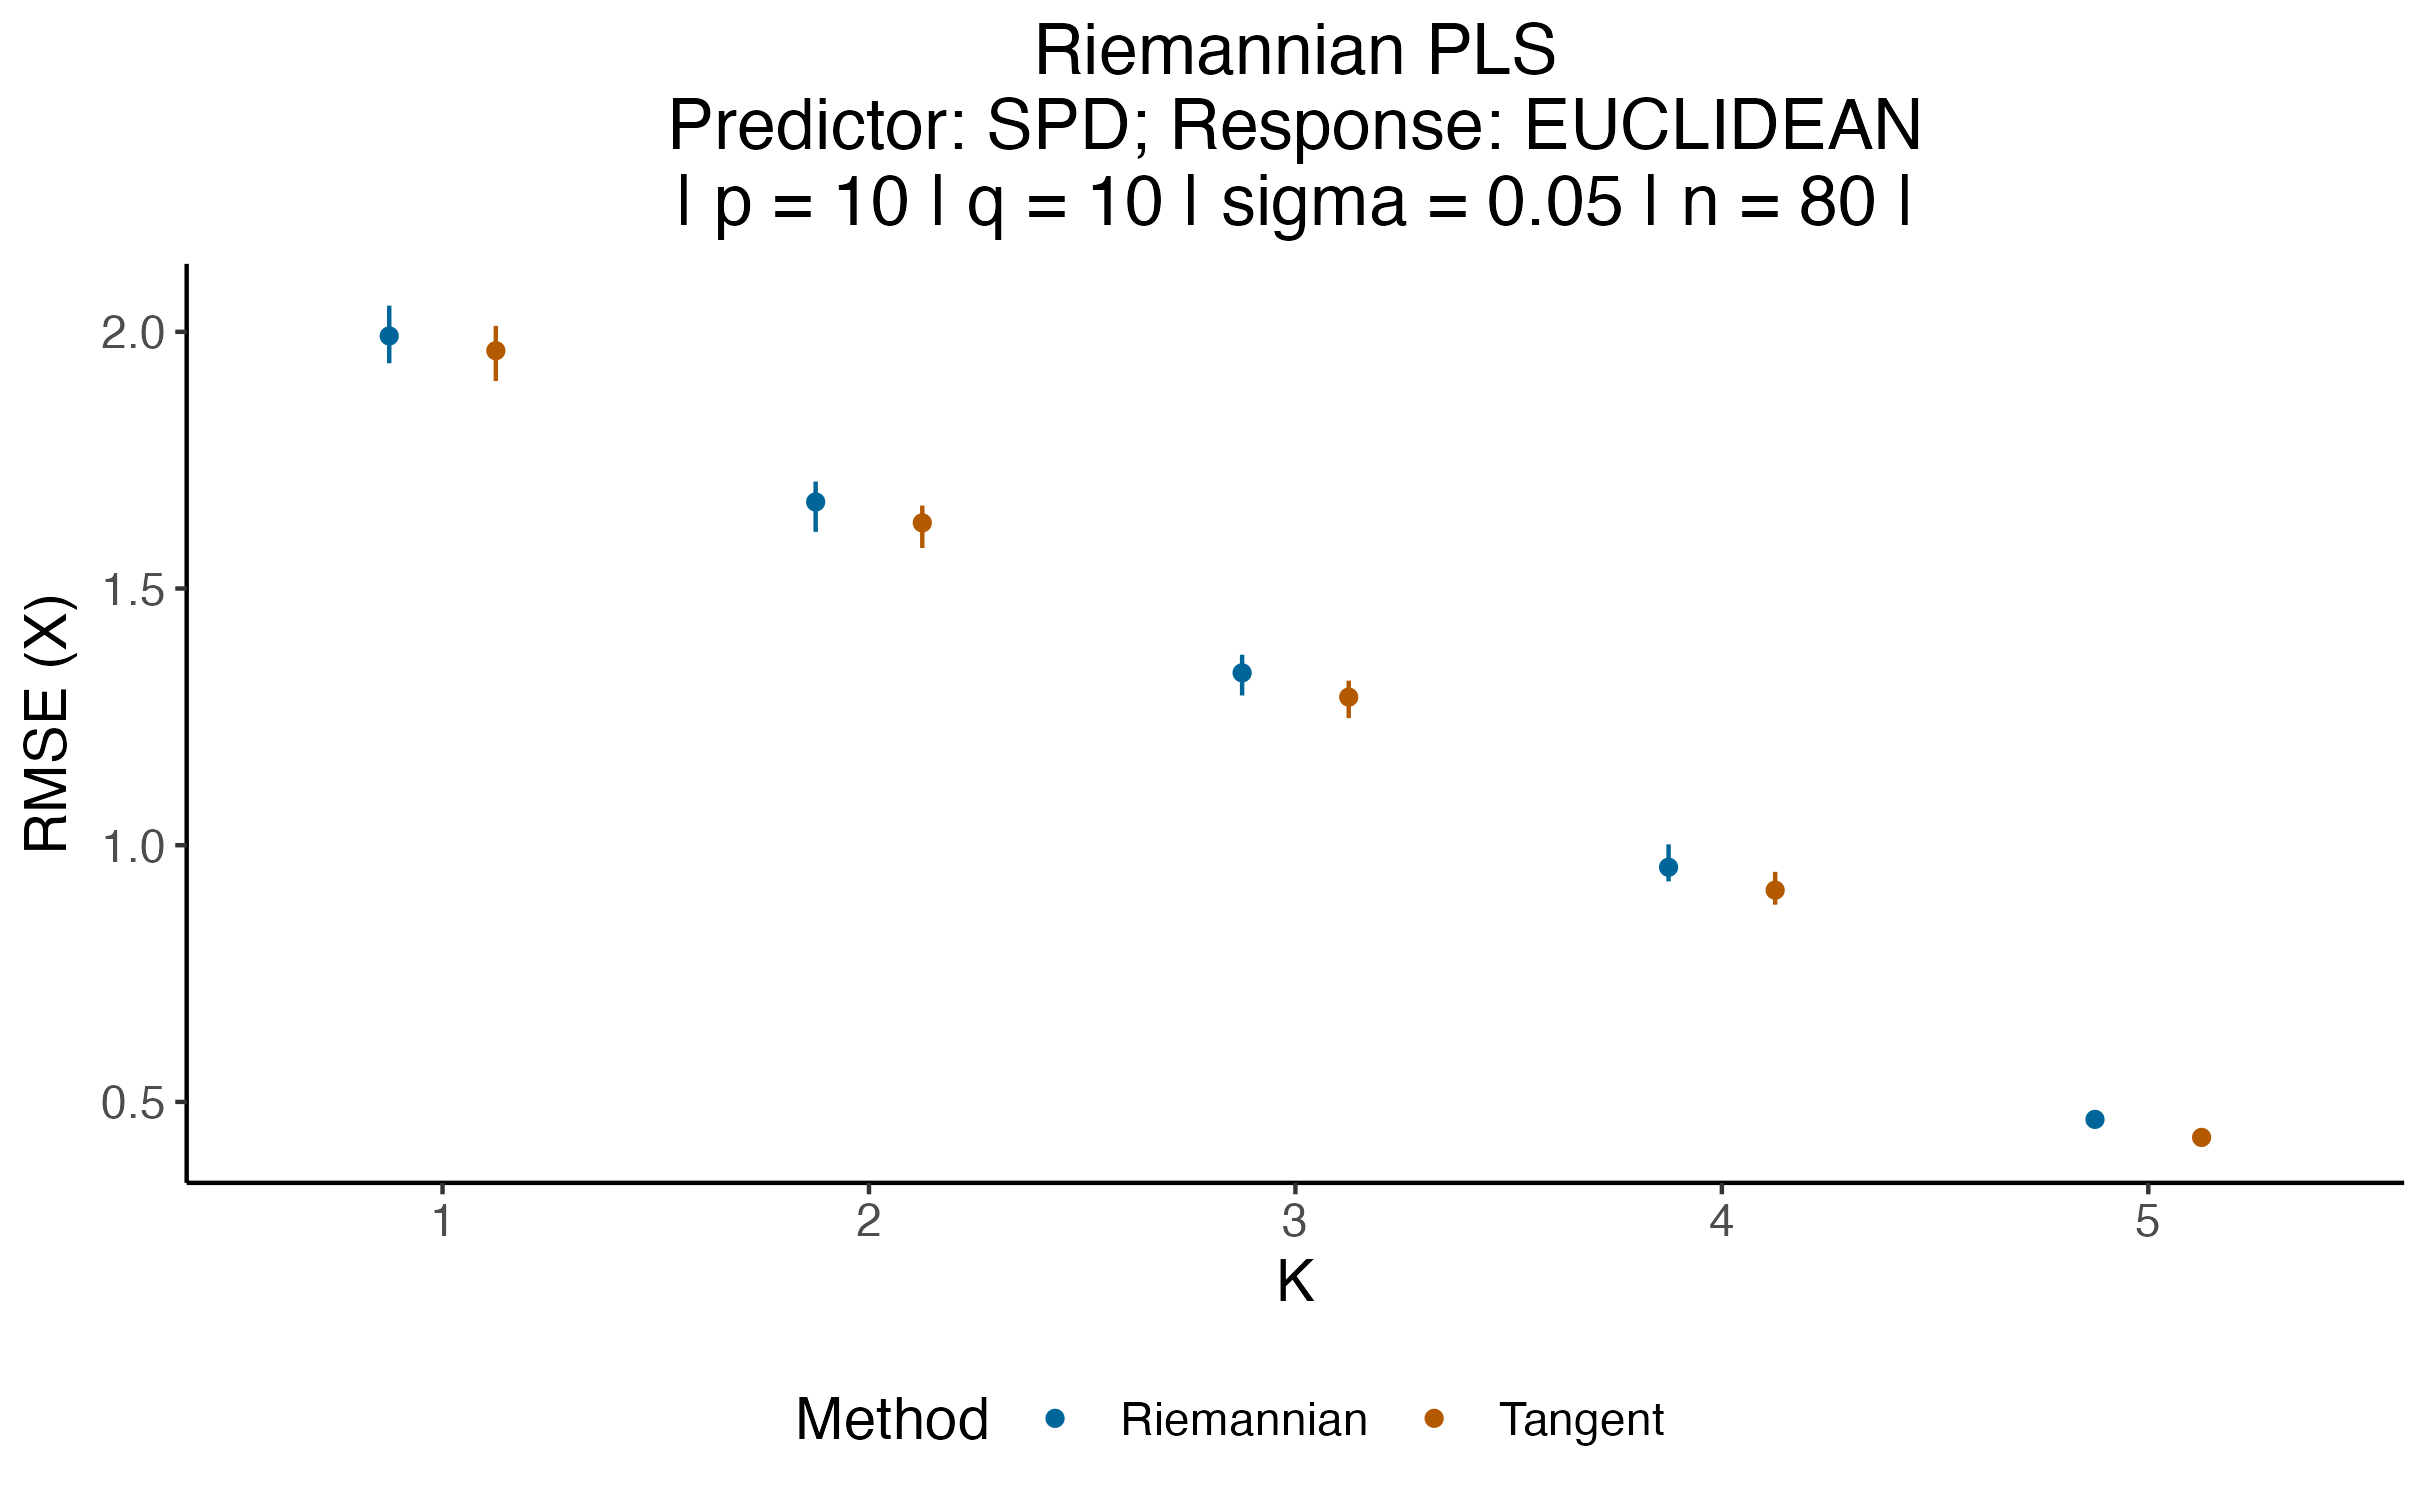 Riemannian PLS
Predictor: SPD; Response: EUCLIDEAN
| p = 10 | q = 10 | sigma = 0.05 | n = 80 |
RMSE (X)
2.0
1.5
1.0
0.5
1 2 3 4 5
K
Method Riemannian Tangent